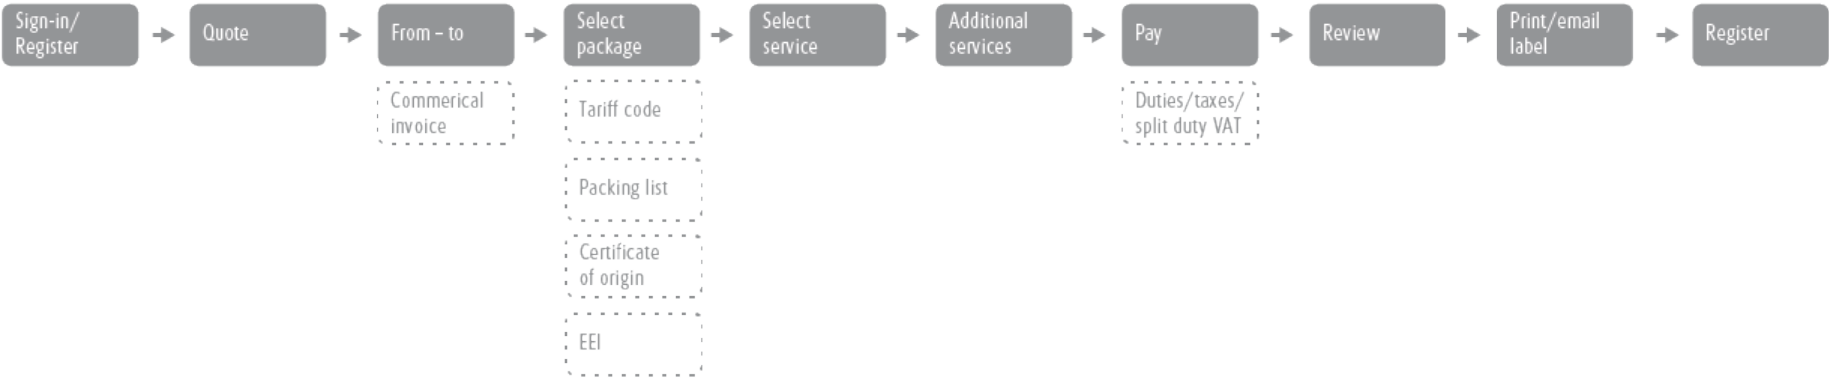 Sign-in/
Register
Quote
From – to
Select
package
Select
service
Additional
services
Pay
Review
Print/email
label
Register
Commerical
invoice
Tariff code
Packing list
Certificate
of origin
EEI
Duties/taxes/
split duty VAT